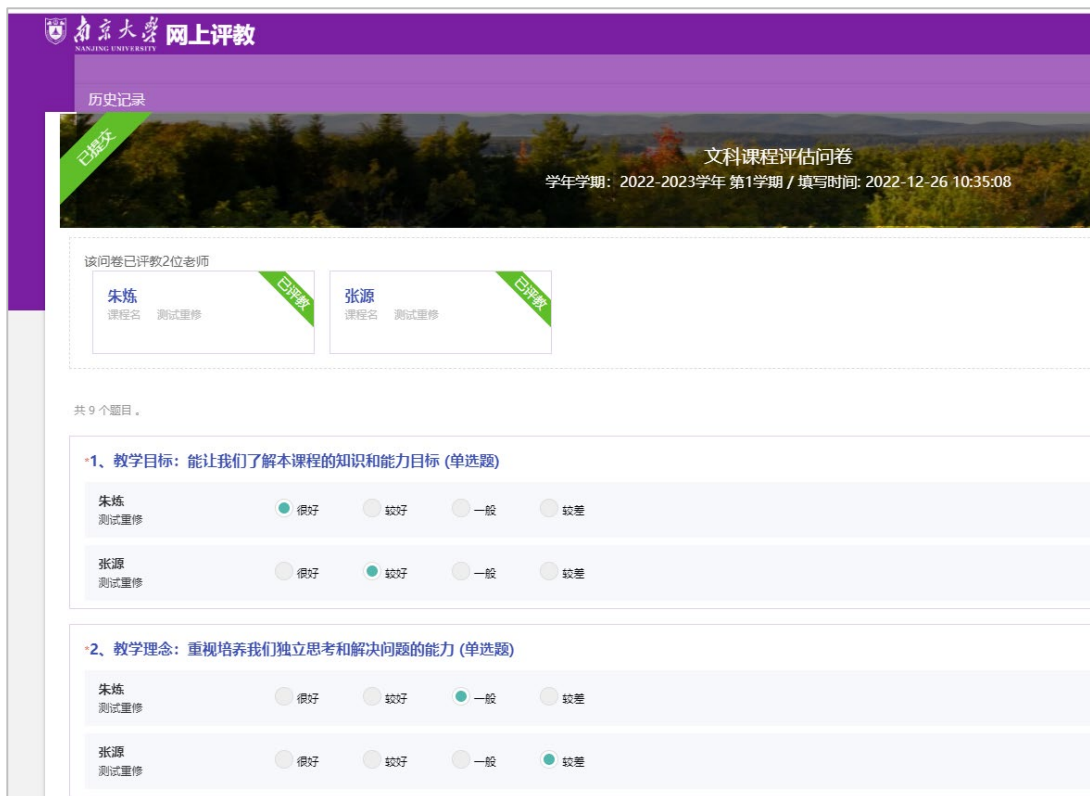 南京大学 网上评教
NANJING UNIVERSITY
历史记录
已提交
文科课程评估问卷
学年学期：2022-2023学年 第1学期 / 填写时间: 2022-12-26 10:35:08
该问卷已评教2位老师
朱炼 已评教 张源 已评教
课程名 测试重修 课程名 测试重修
共 9 个题目 。
*1、教学目标：能让我们了解本课程的知识和能力目标 (单选题)
朱炼
测试重修
很好 较好 一般 较差
张源
测试重修
很好 较好 一般 较差
*2、教学理念：重视培养我们独立思考和解决问题的能力 (单选题)
朱炼
测试重修
很好 较好 一般 较差
张源
测试重修
很好 较好 一般 较差